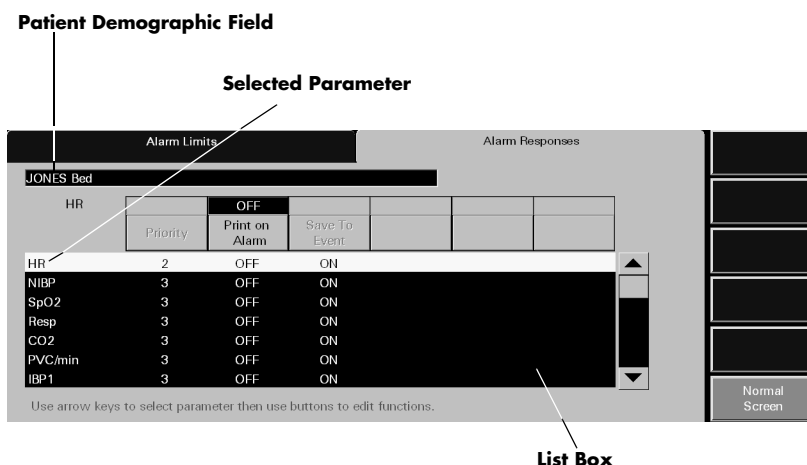 Patient Demographic Field
Selected Parameter
Alarm Limits Alarm Responses
JONES Bed
HR OFF
Priority Print on Alarm Save To Event
HR 2 OFF ON
NIBP 3 OFF ON
SpO2 3 OFF ON
Resp 3 OFF ON
CO2 3 OFF ON
PVC/min 3 OFF ON
IBP1 3 OFF ON
Use arrow keys to select parameter then use buttons to edit functions.
Normal Screen
List Box